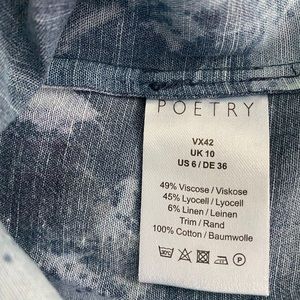 POETRY
VX42
UK 10
US 6 / DE 36
49% Viscose / Viskose
45% Lyocell / Lyocell
6% Linen / Leinen
Trim / Rand
100% Cotton / Baumwolle
P